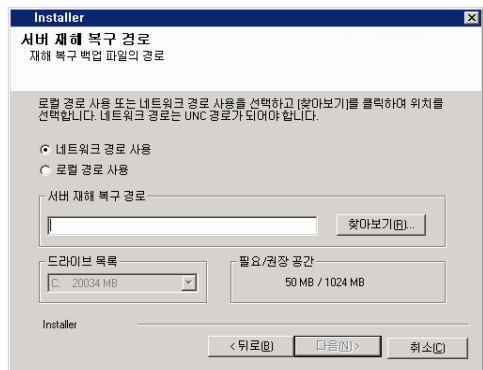 Installer
서버 재해 복구 경로
재해 복구 백업 파일의 경로
로컬 경로 사용 또는 네트워크 경로 사용을 선택하고 [찾아보기]를 클릭하여 위치를
선택합니다. 네트워크 경로는 UNC 경로가 되어야 합니다.
네트워크 경로 사용
로컬 경로 사용
서버 재해 복구 경로
찾아보기(R)...
드라이브 목록
필요/권장 공간
C: 20034 MB
50 MB / 1024 MB
Installer
< 뒤로(B)
다음(N) >
취소(C)